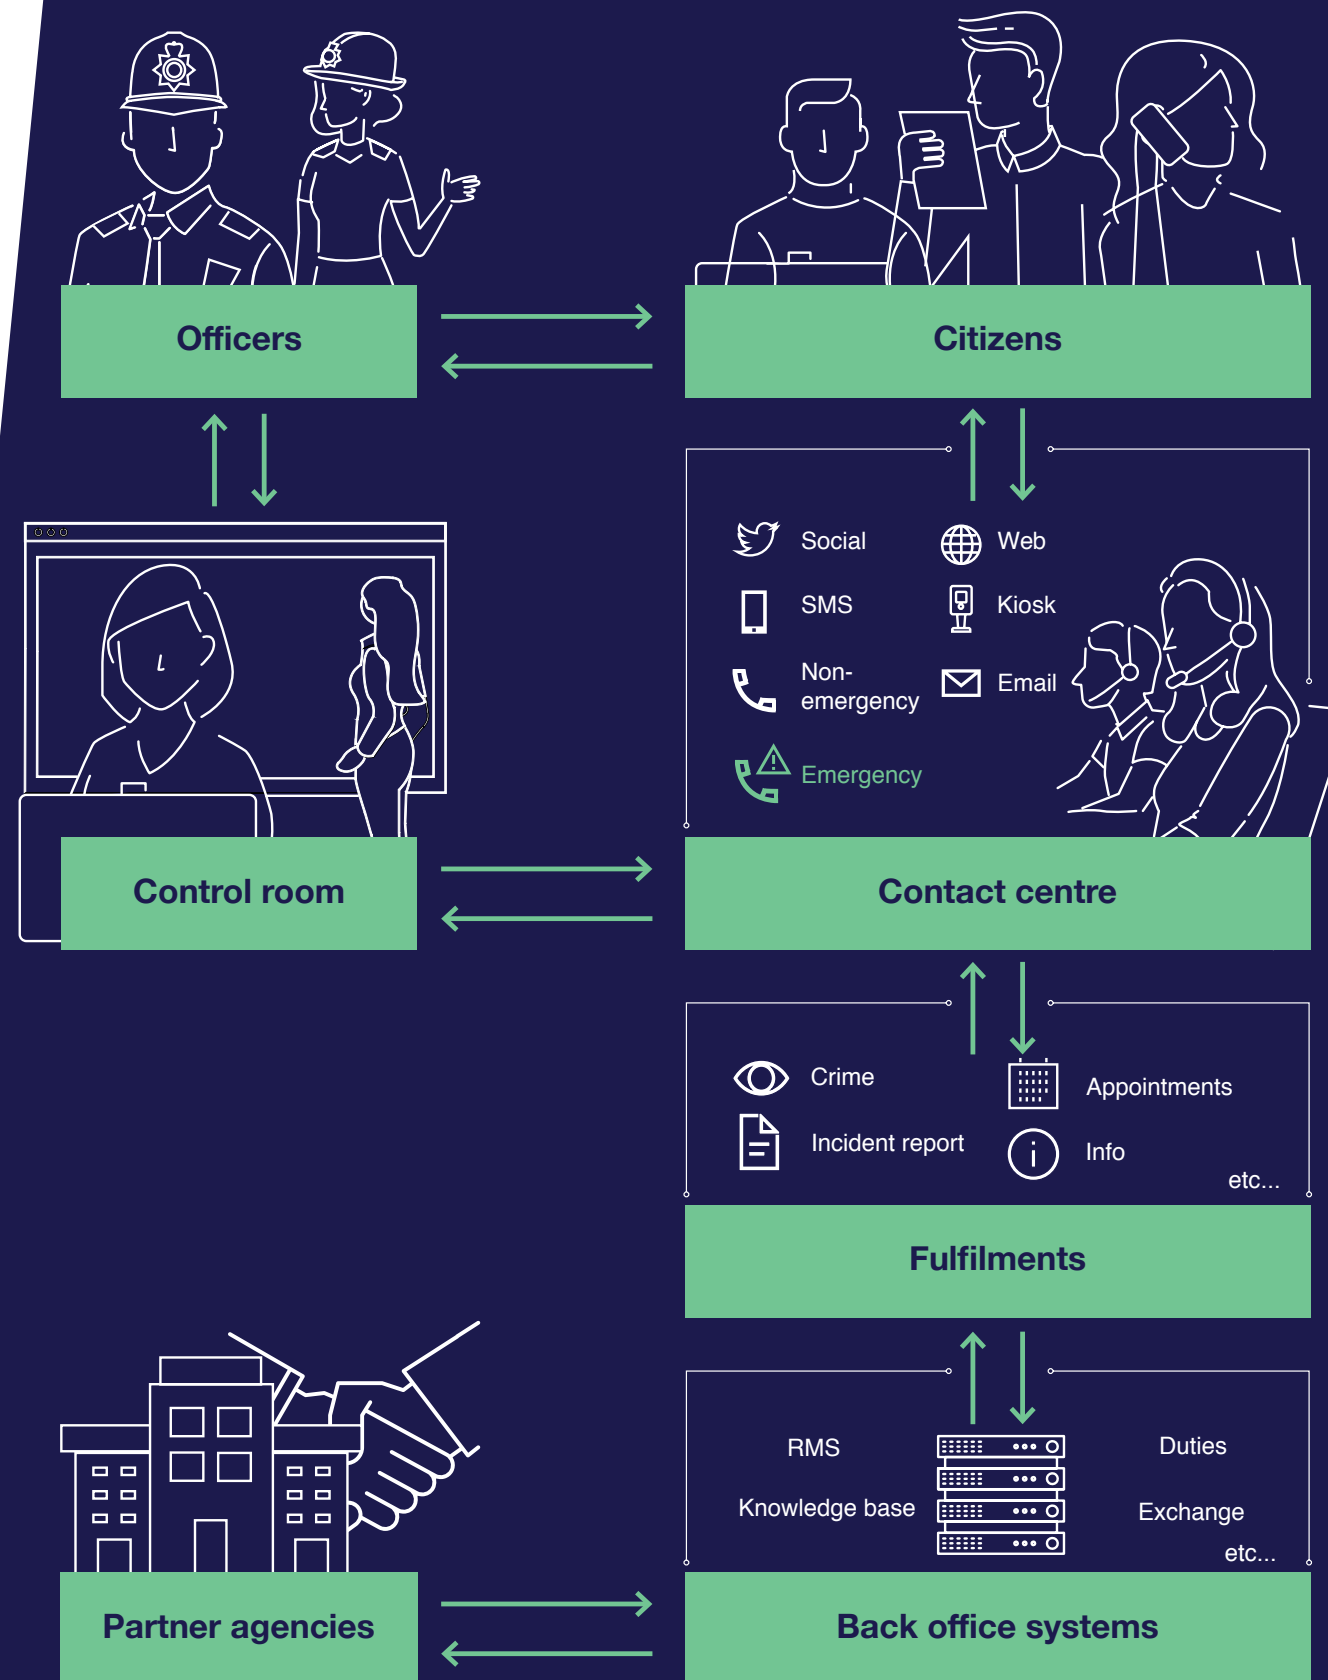 Officers
Citizens
Social
Web
SMS
Kiosk
Non-
emergency
Email
Emergency
Control room
Contact centre
Crime
Appointments
Incident report
Info
etc...
Fulfilments
RMS
Duties
Knowledge base
Exchange
etc...
Partner agencies
Back office systems